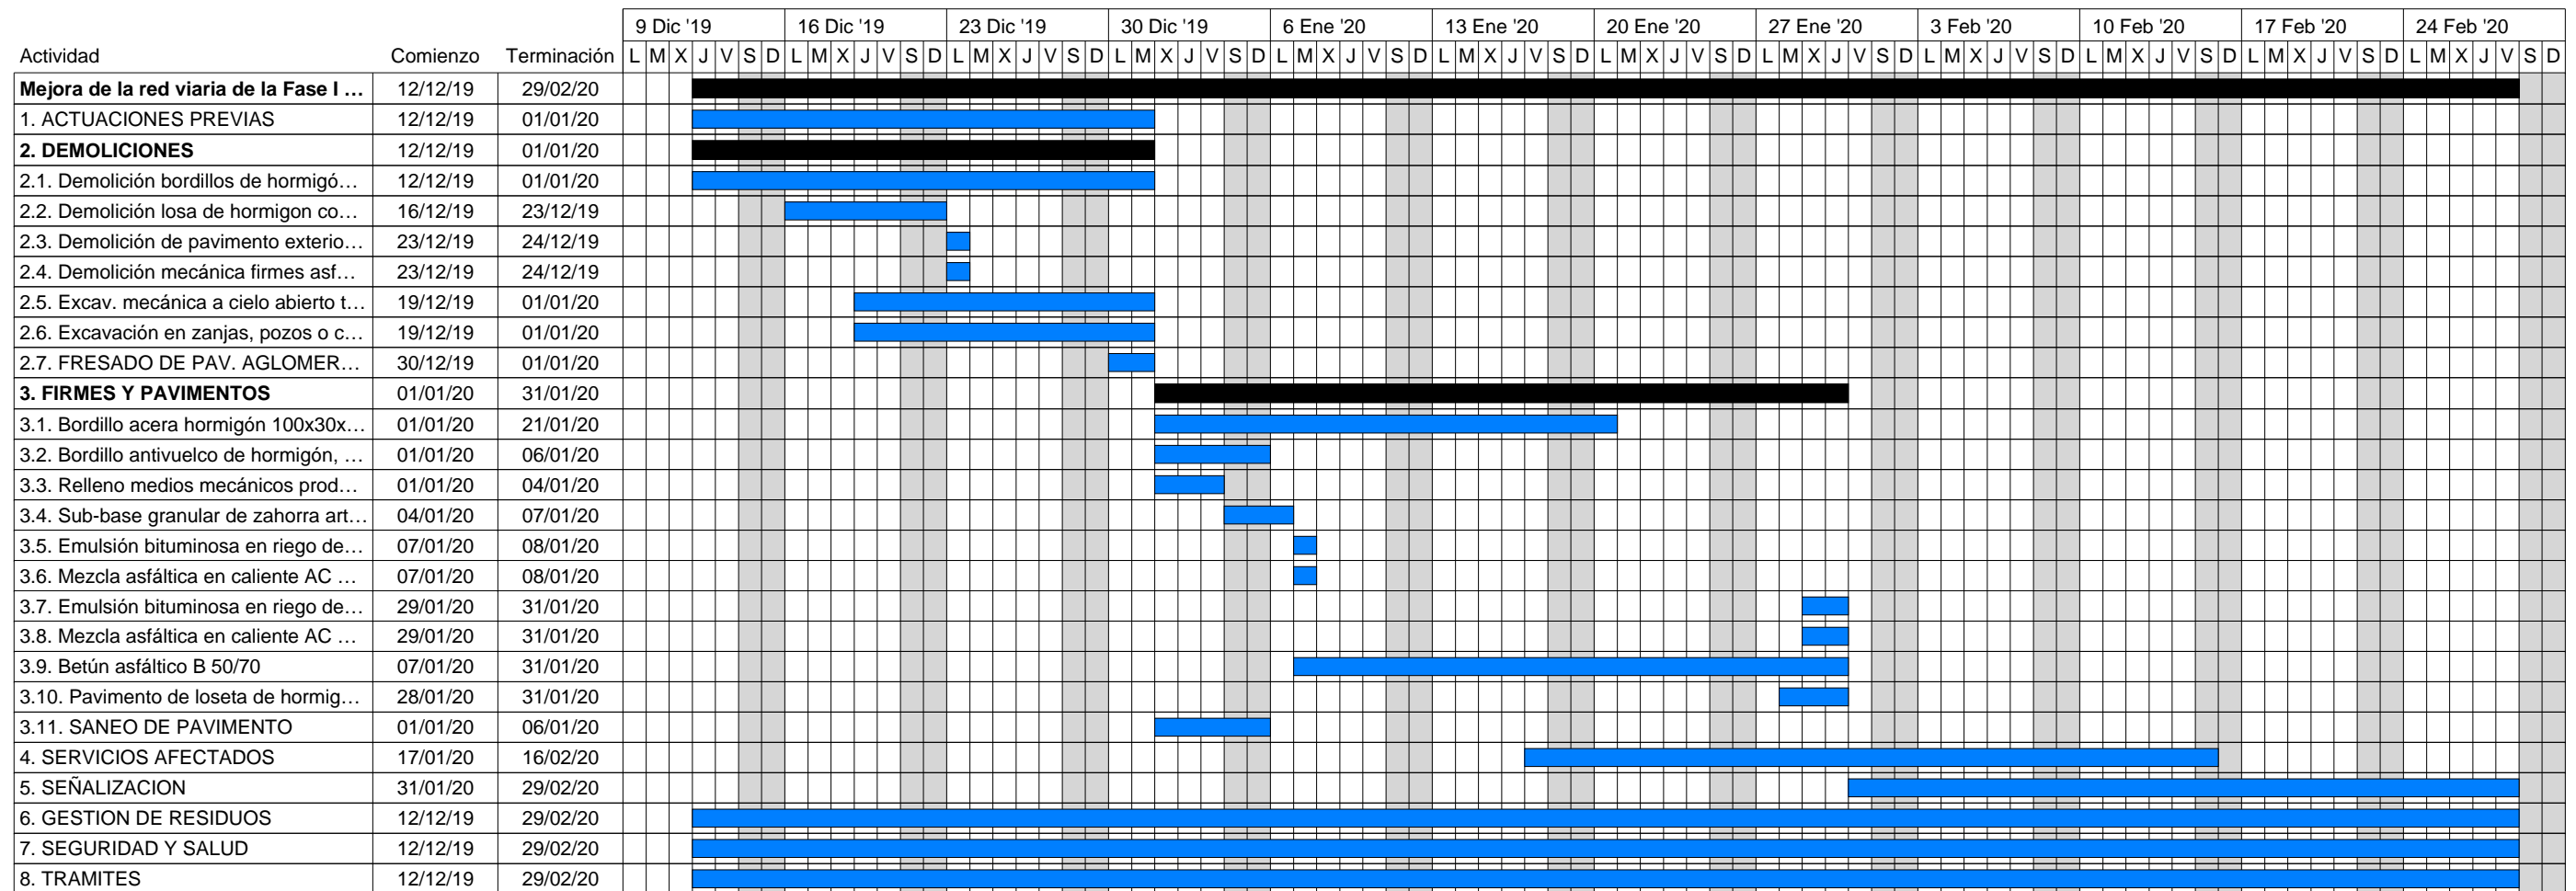 9 Dic '19 16 Dic '19 23 Dic '19 30 Dic '19 6 Ene '20 13 Ene '20 20 Ene '20 27 Ene '20 3 Feb '20 10 Feb '20 17 Feb '20 24 Feb '20
Actividad Comienzo Terminación L M X J V S D L M X J V S D L M X J V S D L M X J V S D L M X J V S D L M X J V S D L M X J V S D L M X J V S D L M X J V S D L M X J V S D L M X J V S D L M X J V S D
Mejora de la red viaria de la Fase I ... 12/12/19 29/02/20
1. ACTUACIONES PREVIAS 12/12/19 01/01/20
2. DEMOLICIONES 12/12/19 01/01/20
2.1. Demolición bordillos de hormigó... 12/12/19 01/01/20
2.2. Demolición losa de hormigon co... 16/12/19 23/12/19
2.3. Demolición de pavimento exterio... 23/12/19 24/12/19
2.4. Demolición mecánica firmes asf... 23/12/19 24/12/19
2.5. Excav. mecánica a cielo abierto t... 19/12/19 01/01/20
2.6. Excavación en zanjas, pozos o c... 19/12/19 01/01/20
2.7. FRESADO DE PAV. AGLOMER... 30/12/19 01/01/20
3. FIRMES Y PAVIMENTOS 01/01/20 31/01/20
3.1. Bordillo acera hormigón 100x30x... 01/01/20 21/01/20
3.2. Bordillo antivuelco de hormigón, ... 01/01/20 06/01/20
3.3. Relleno medios mecánicos prod... 01/01/20 04/01/20
3.4. Sub-base granular de zahorra art... 04/01/20 07/01/20
3.5. Emulsión bituminosa en riego de... 07/01/20 08/01/20
3.6. Mezcla asfáltica en caliente AC ... 07/01/20 08/01/20
3.7. Emulsión bituminosa en riego de... 29/01/20 31/01/20
3.8. Mezcla asfáltica en caliente AC ... 29/01/20 31/01/20
3.9. Betún asfáltico B 50/70 07/01/20 31/01/20
3.10. Pavimento de loseta de hormig... 28/01/20 31/01/20
3.11. SANEO DE PAVIMENTO 01/01/20 06/01/20
4. SERVICIOS AFECTADOS 17/01/20 16/02/20
5. SEÑALIZACION 31/01/20 29/02/20
6. GESTION DE RESIDUOS 12/12/19 29/02/20
7. SEGURIDAD Y SALUD 12/12/19 29/02/20
8. TRAMITES 12/12/19 29/02/20